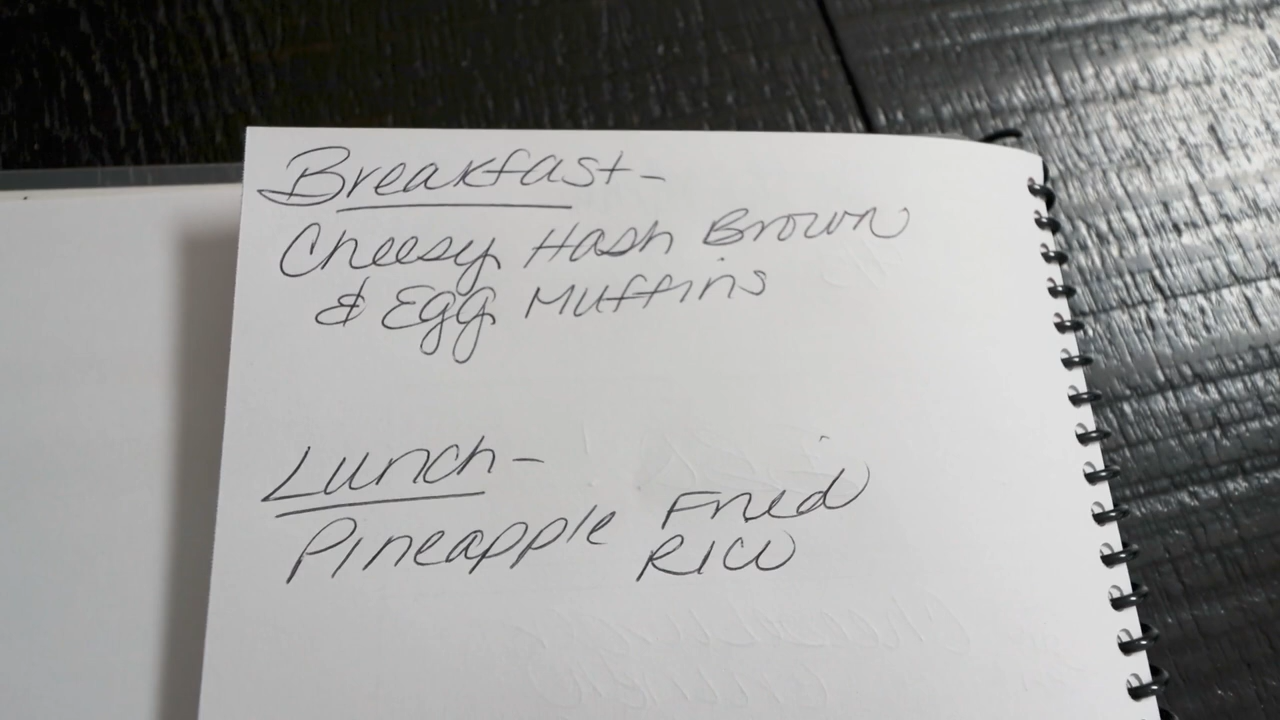 Breakfast-
Cheesy Hash Brown
& Egg Muffins
Lunch-
Pineapple Fried
Rice